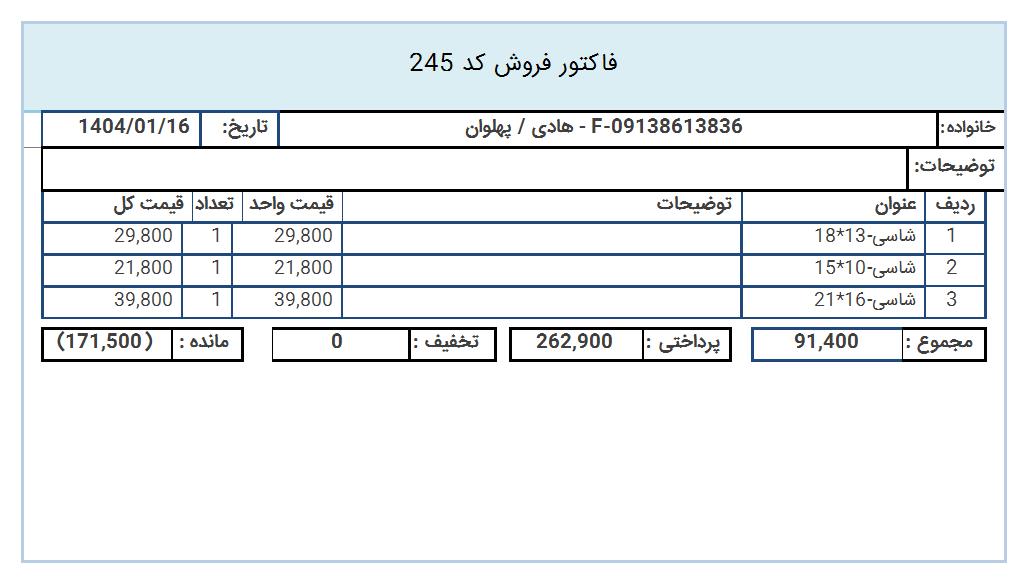 فاکتور فروش کد 245
خانواده: F-09138613836 - هادی / پهلوان تاریخ: 1404/01/16
توضیحات:
ردیف عنوان توضیحات قیمت واحد تعداد قیمت کل
1 شاسی-13*18 29,800 1 29,800
2 شاسی-10*15 21,800 1 21,800
3 شاسی-16*21 39,800 1 39,800
مجموع : 91,400 پرداختی : 262,900 تخفیف : 0 مانده : (171,500)